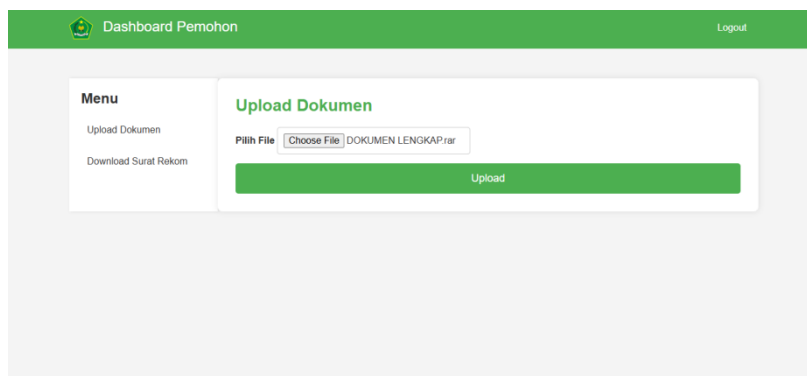 Dashboard Pemohon
Logout
Menu
Upload Dokumen
Download Surat Rekom
Upload Dokumen
Pilih File Choose File DOKUMEN LENGKAP.rar
Upload